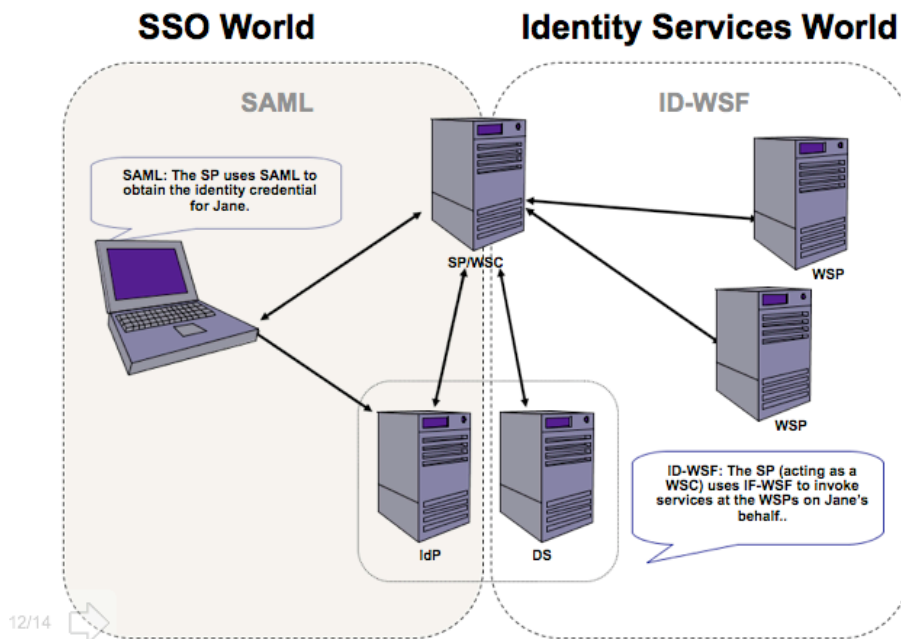 SSO World
Identity Services World
SAML
ID-WSF
SAML: The SP uses SAML to
obtain the identity credential
for Jane.
SP/WSC
WSP
WSP
IdP
DS
ID-WSF: The SP (acting as a
WSC) uses IF-WSF to invoke
services at the WSPs on Jane's
behalf..
12/14